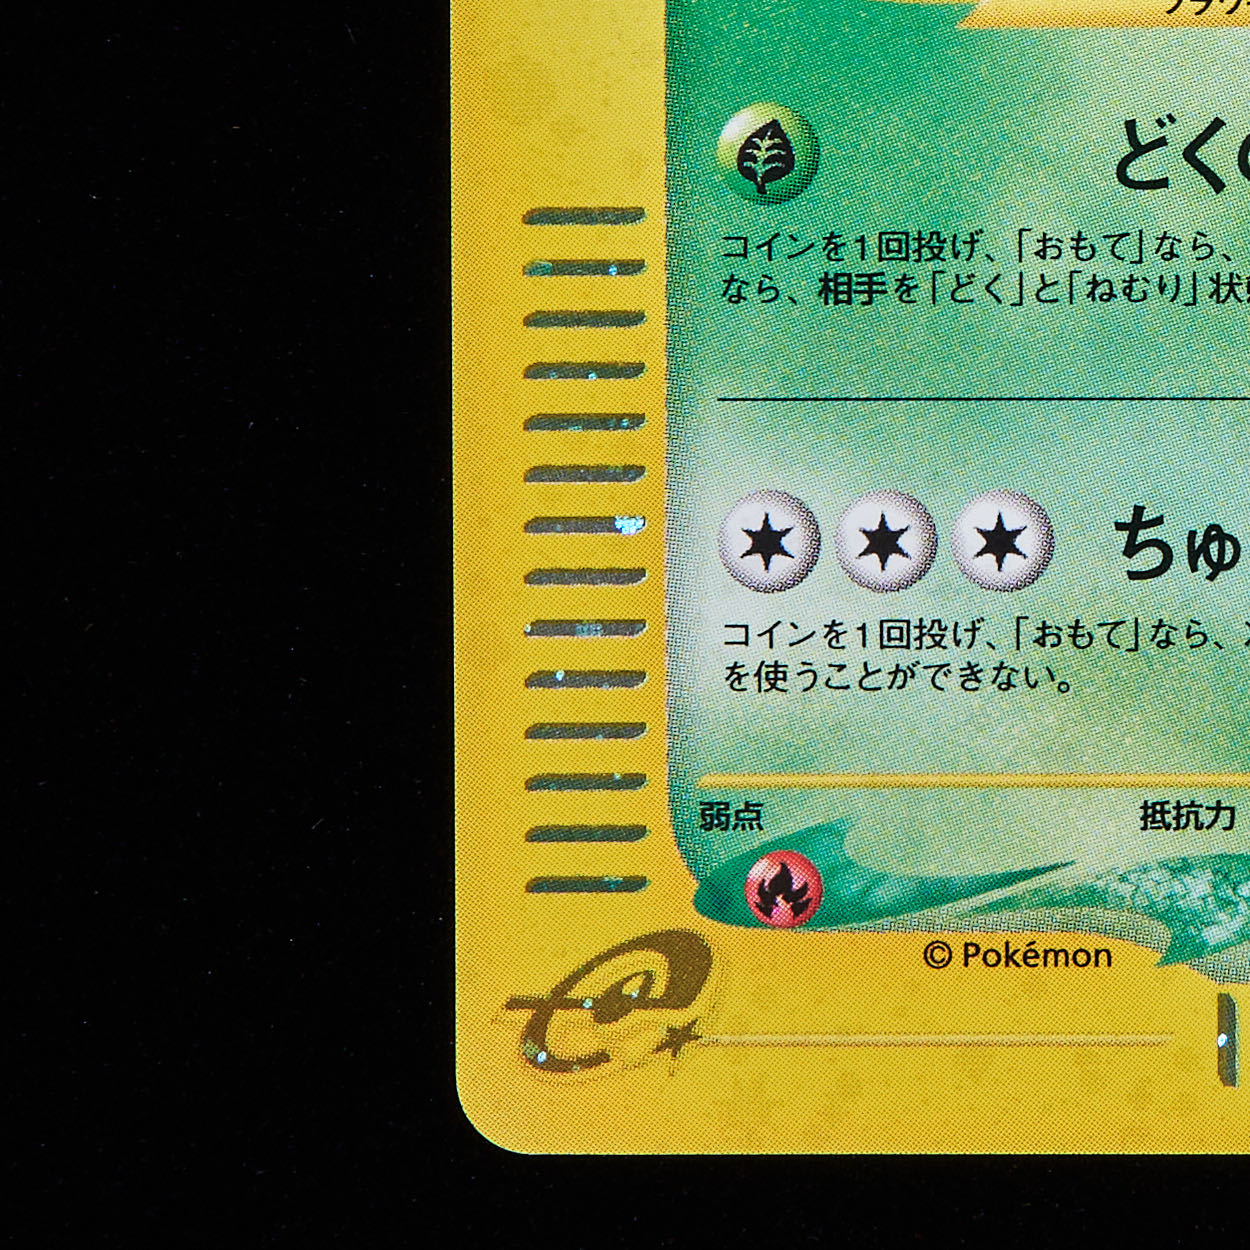 どく
コインを1回投げ、「おもて」なら、
なら、相手を「どく」と「ねむり」状態
ちゅ
コインを1回投げ、「おもて」なら、
を使うことができない。
弱点 抵抗力
© Pokémon